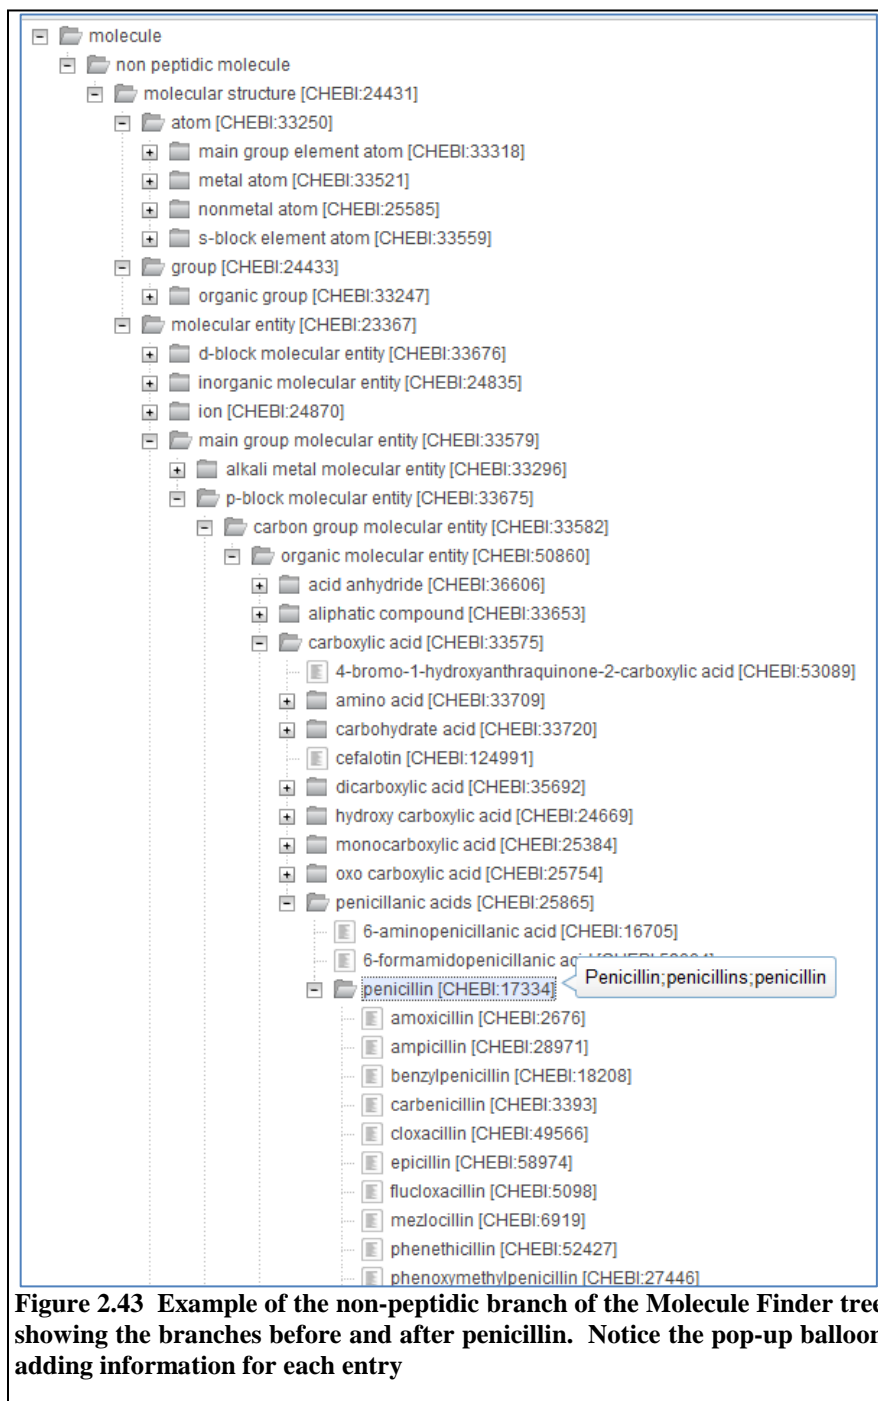 molecule
non peptidic molecule
molecular structure [CHEBI:24431]
atom [CHEBI:33250]
main group element atom [CHEBI:33318]
metal atom [CHEBI:33521]
nonmetal atom [CHEBI:25585]
s-block element atom [CHEBI:33559]
group [CHEBI:24433]
organic group [CHEBI:33247]
molecular entity [CHEBI:23367]
d-block molecular entity [CHEBI:33676]
inorganic molecular entity [CHEBI:24835]
ion [CHEBI:24870]
main group molecular entity [CHEBI:33579]
alkali metal molecular entity [CHEBI:33296]
p-block molecular entity [CHEBI:33675]
carbon group molecular entity [CHEBI:33582]
organic molecular entity [CHEBI:50860]
acid anhydride [CHEBI:36606]
aliphatic compound [CHEBI:33653]
carboxylic acid [CHEBI:33575]
4-bromo-1-hydroxyanthraquinone-2-carboxylic acid [CHEBI:53089]
amino acid [CHEBI:33709]
carbohydrate acid [CHEBI:33720]
cefalotin [CHEBI:124991]
dicarboxylic acid [CHEBI:35692]
hydroxy carboxylic acid [CHEBI:24669]
monocarboxylic acid [CHEBI:25384]
oxo carboxylic acid [CHEBI:25754]
penicillanic acids [CHEBI:25865]
6-aminopenicillanic acid [CHEBI:16705]
6-formamidopenicillanic
penicillin [CHEBI:17334] Penicillin;penicillins;penicillin
amoxicillin [CHEBI:2676]
ampicillin [CHEBI:28971]
benzylpenicillin [CHEBI:18208]
carbenicillin [CHEBI:3393]
cloxacillin [CHEBI:49566]
epicillin [CHEBI:58974]
flucloxacillin [CHEBI:5098]
mezlocillin [CHEBI:6919]
phenethicillin [CHEBI:52427]
phenoxymethylpenicillin [CHEBI:27446]
Figure 2.43 Example of the non-peptidic branch of the Molecule Finder tree
showing the branches before and after penicillin. Notice the pop-up balloon
adding information for each entry